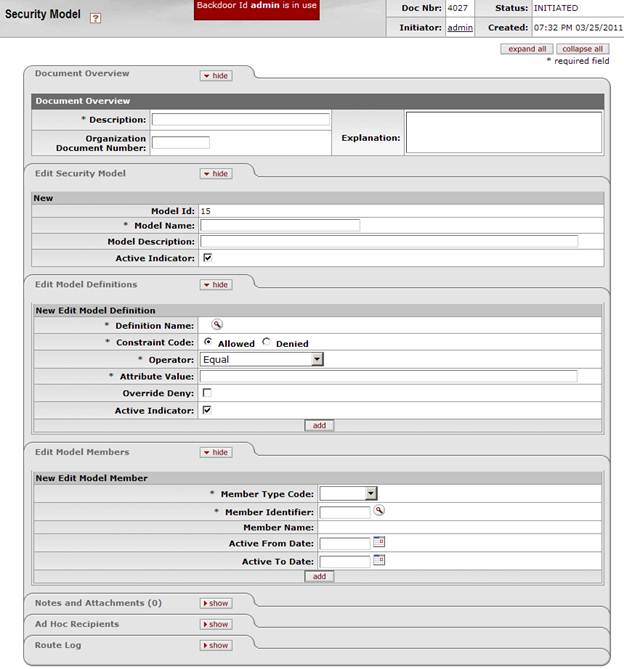 Security Model ?
Backdoor Id admin is in use
Doc Nbr: 4027 Status: INITIATED
Initiator: admin Created: 07:32 PM 03/25/2011
expand all collapse all
* required field
Document Overview hide
Document Overview
* Description:
Explanation:
Organization
Document Number:
Edit Security Model hide
New
Model Id: 15
* Model Name:
Model Description:
Active Indicator:
Edit Model Definitions hide
New Edit Model Definition
* Definition Name:
* Constraint Code: Allowed Denied
* Operator: Equal
* Attribute Value:
Override Deny:
Active Indicator:
add
Edit Model Members hide
New Edit Model Member
* Member Type Code:
* Member Identifier:
Member Name:
Active From Date:
Active To Date:
add
Notes and Attachments (0) show
Ad Hoc Recipients show
Route Log show